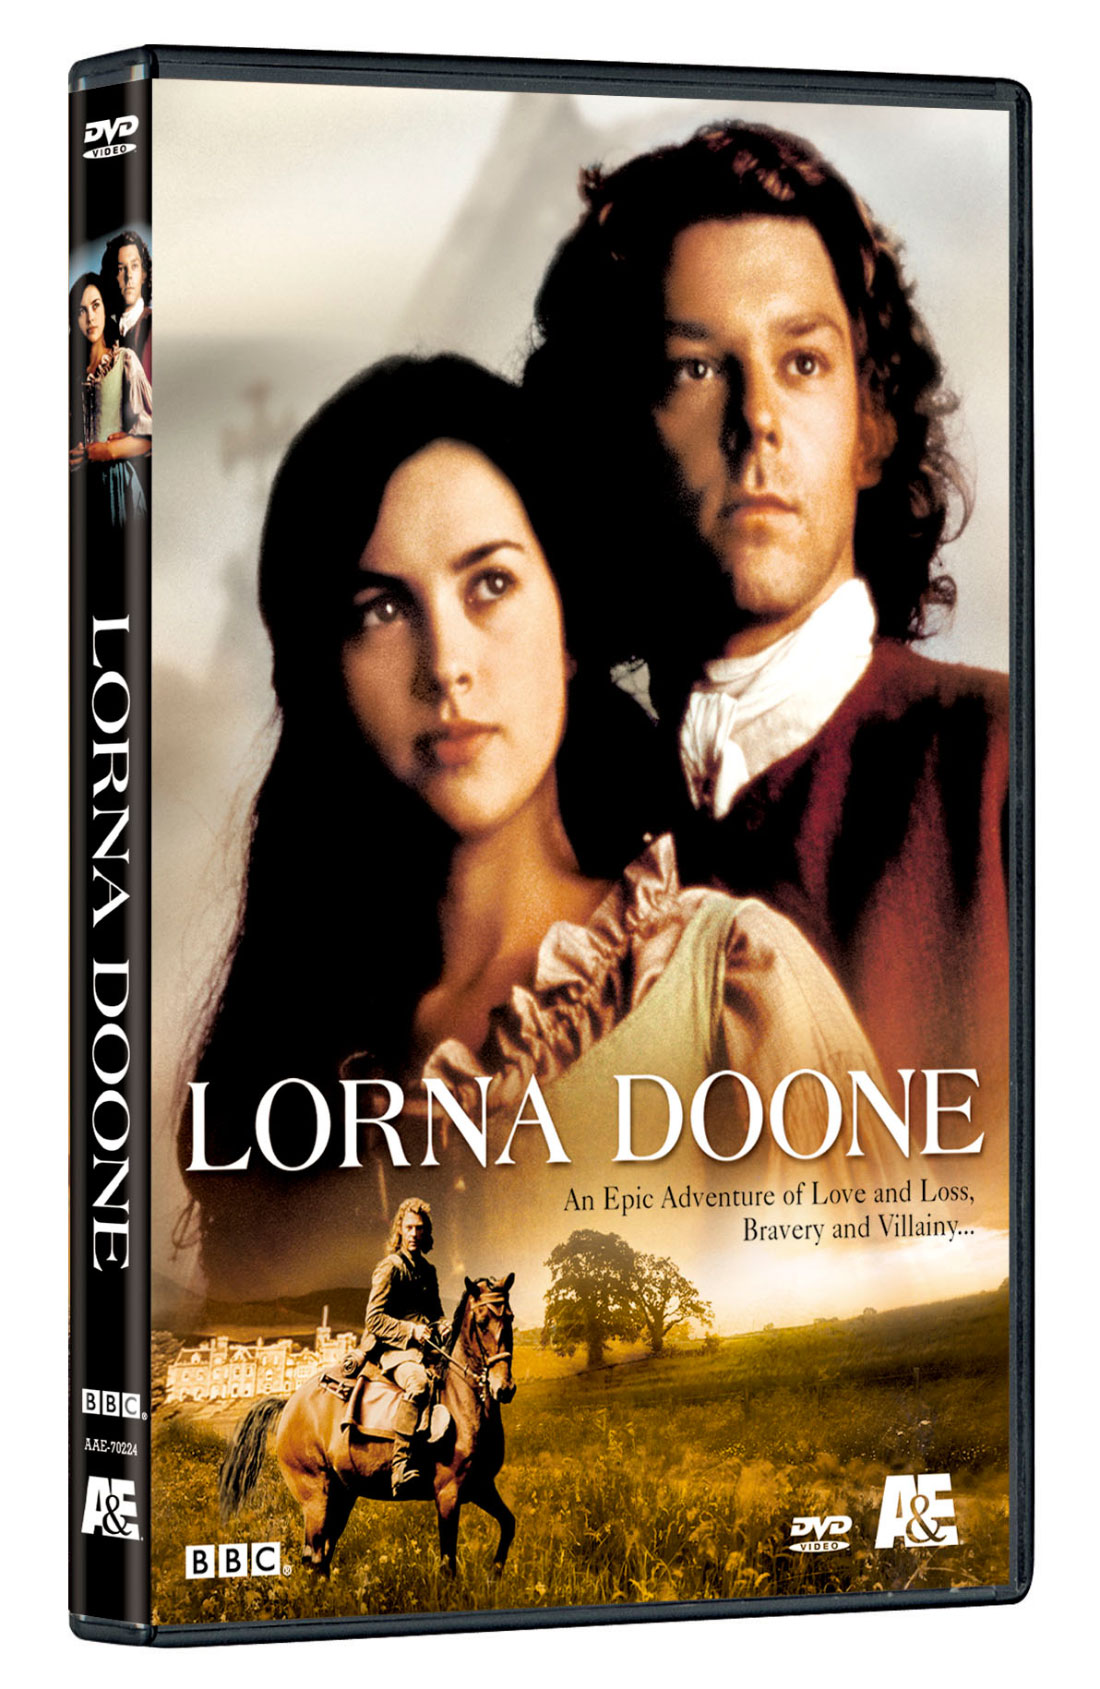 DVD
VIDEO
LORNA DOONE
BBC®
AAE-70224
A&E
LORNA DOONE
An Epic Adventure of Love and Loss,
Bravery and Villainy...
BBC®
DVD
VIDEO
A&E